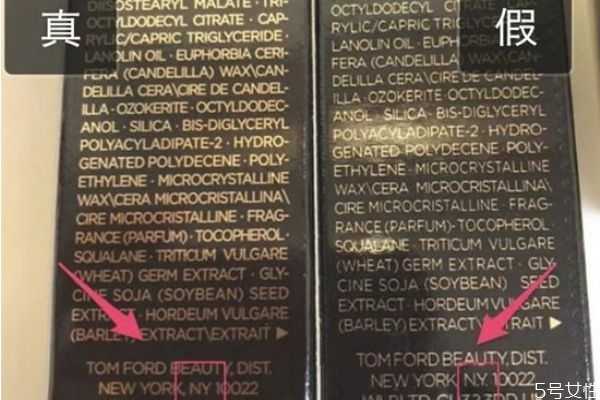 真
DIISOSTEARYL MALATE · TRI-
OCTYLDODECYL CITRATE · CAP-
RYLIC/CAPRIC TRIGLYCERIDE ·
LANOLIN OIL · EUPHORBIA CERI-
FERA (CANDELILLA) WAX\CAN-
DELILLA CERA\CIRE DE CANDEL-
ILLA · OZOKERITE · OCTYLDODEC-
ANOL · SILICA · BIS-DIGLYCERYL
POLYACYLADIPATE-2 · HYDRO-
GENATED POLYDECENE · POLY-
ETHYLENE · MICROCRYSTALLINE
WAX\CERA MICROCRISTALLINA\
CIRE MICROCRISTALLINE · FRAG-
RANCE (PARFUM) · TOCOPHEROL ·
SQUALANE · TRITICUM VULGARE
(WHEAT) GERM EXTRACT · GLY-
CINE SOJA (SOYBEAN) SEED
EXTRACT · HORDEUM VULGARE
(BARLEY) EXTRACT\EXTRAIT ▶
TOM FORD BEAUTY, DIST.
NEW YORK, NY 10022
假
OCTYLDODECYL CITRATE · CAP-
RYLIC/CAPRIC TRIGLYCERIDE ·
LANOLIN OIL · EUPHORBIA CERI-
FERA (CANDELILLA) WAX\CAN-
DELILLA CERA\CIRE DE CANDEL-
ILLA · OZOKERITE · OCTYLDODEC-
ANOL · SILICA · BIS-DIGLYCERYL
POLYACYLADIPATE-2 · HYDRO-
GENATED POLYDECENE · POLY-
ETHYLENE · MICROCRYSTALLINE
WAX\CERA MICROCRISTALLINA\
CIRE MICROCRISTALLINE · FRAG-
RANCE (PARFUM) · TOCOPHEROL ·
SQUALANE · TRITICUM VULGARE
(WHEAT) GERM EXTRACT · GLY-
CINE SOJA (SOYBEAN) SEED
EXTRACT · HORDEUM VULGARE
(BARLEY) EXTRACT\EXTRAIT ▶
TOM FORD BEAUTY, DIST.
NEW YORK, N.Y. 10022
5号女性